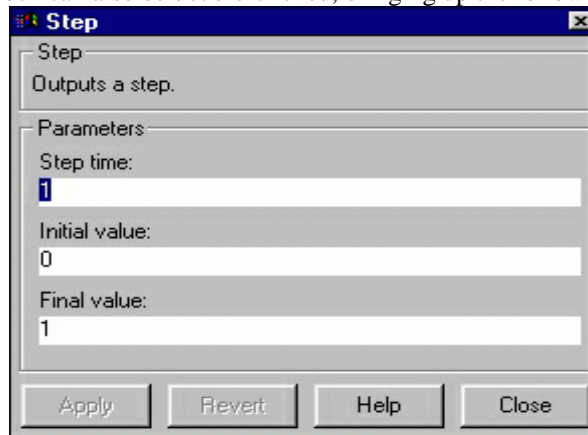 Step
Step
Outputs a step.
Parameters
Step time:
1
Initial value:
0
Final value:
1
Apply Revert Help Close